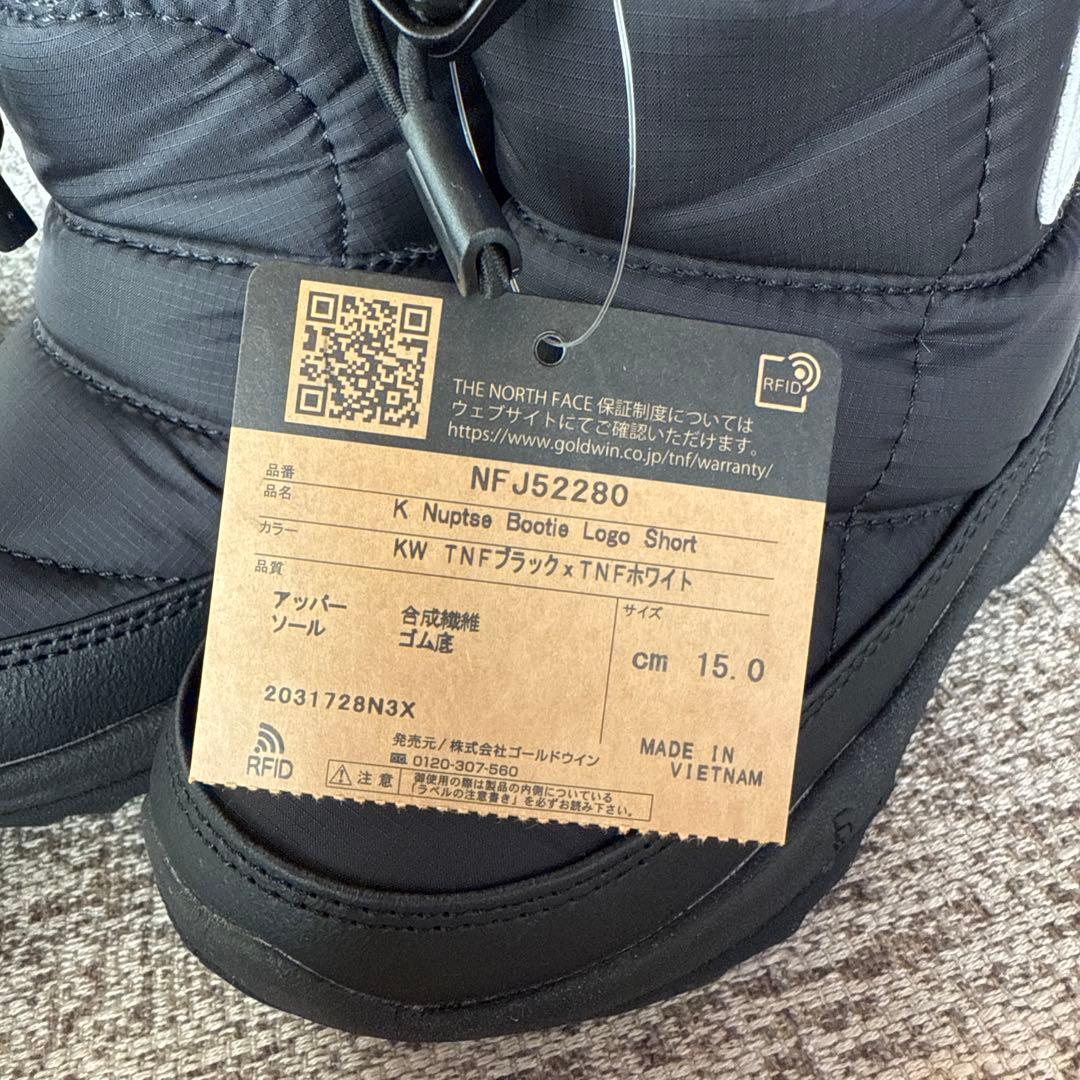 THE NORTH FACE 保証制度については
ウェブサイトにてご確認いただけます。
https://www.goldwin.co.jp/tnf/warranty/
RFID
品番 NFJ52280
品名 K Nuptse Bootie Logo Short
カラー KW TNFブラックxTNFホワイト
品質
アッパー 合成繊維
ソール ゴム底
サイズ
cm 15.0
2031728N3X
RFID
発売元/株式会社ゴールドウイン
0120-307-560
MADE IN
VIETNAM
注意
御使用の際は製品の内側についている
「ラベルの注意書き」を必ずお読み下さい。